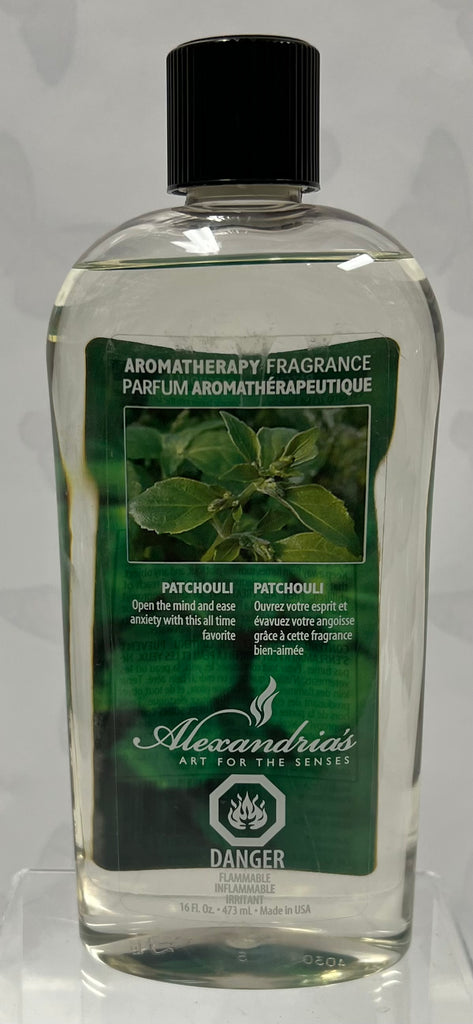 AROMATHERAPY FRAGRANCE
PARFUM AROMATHÉRAPEUTIQUE
PATCHOULI
Open the mind and ease
anxiety with this all time
favorite
PATCHOULI
Ouvrez votre esprit et
évavuez votre angoisse
grâce à cette fragrance
bien-aimée
Alexandria's
ART FOR THE SENSES
DANGER
FLAMMABLE
INFLAMMABLE
IRRITANT
16 Fl. Oz. • 473 mL • Made in USA